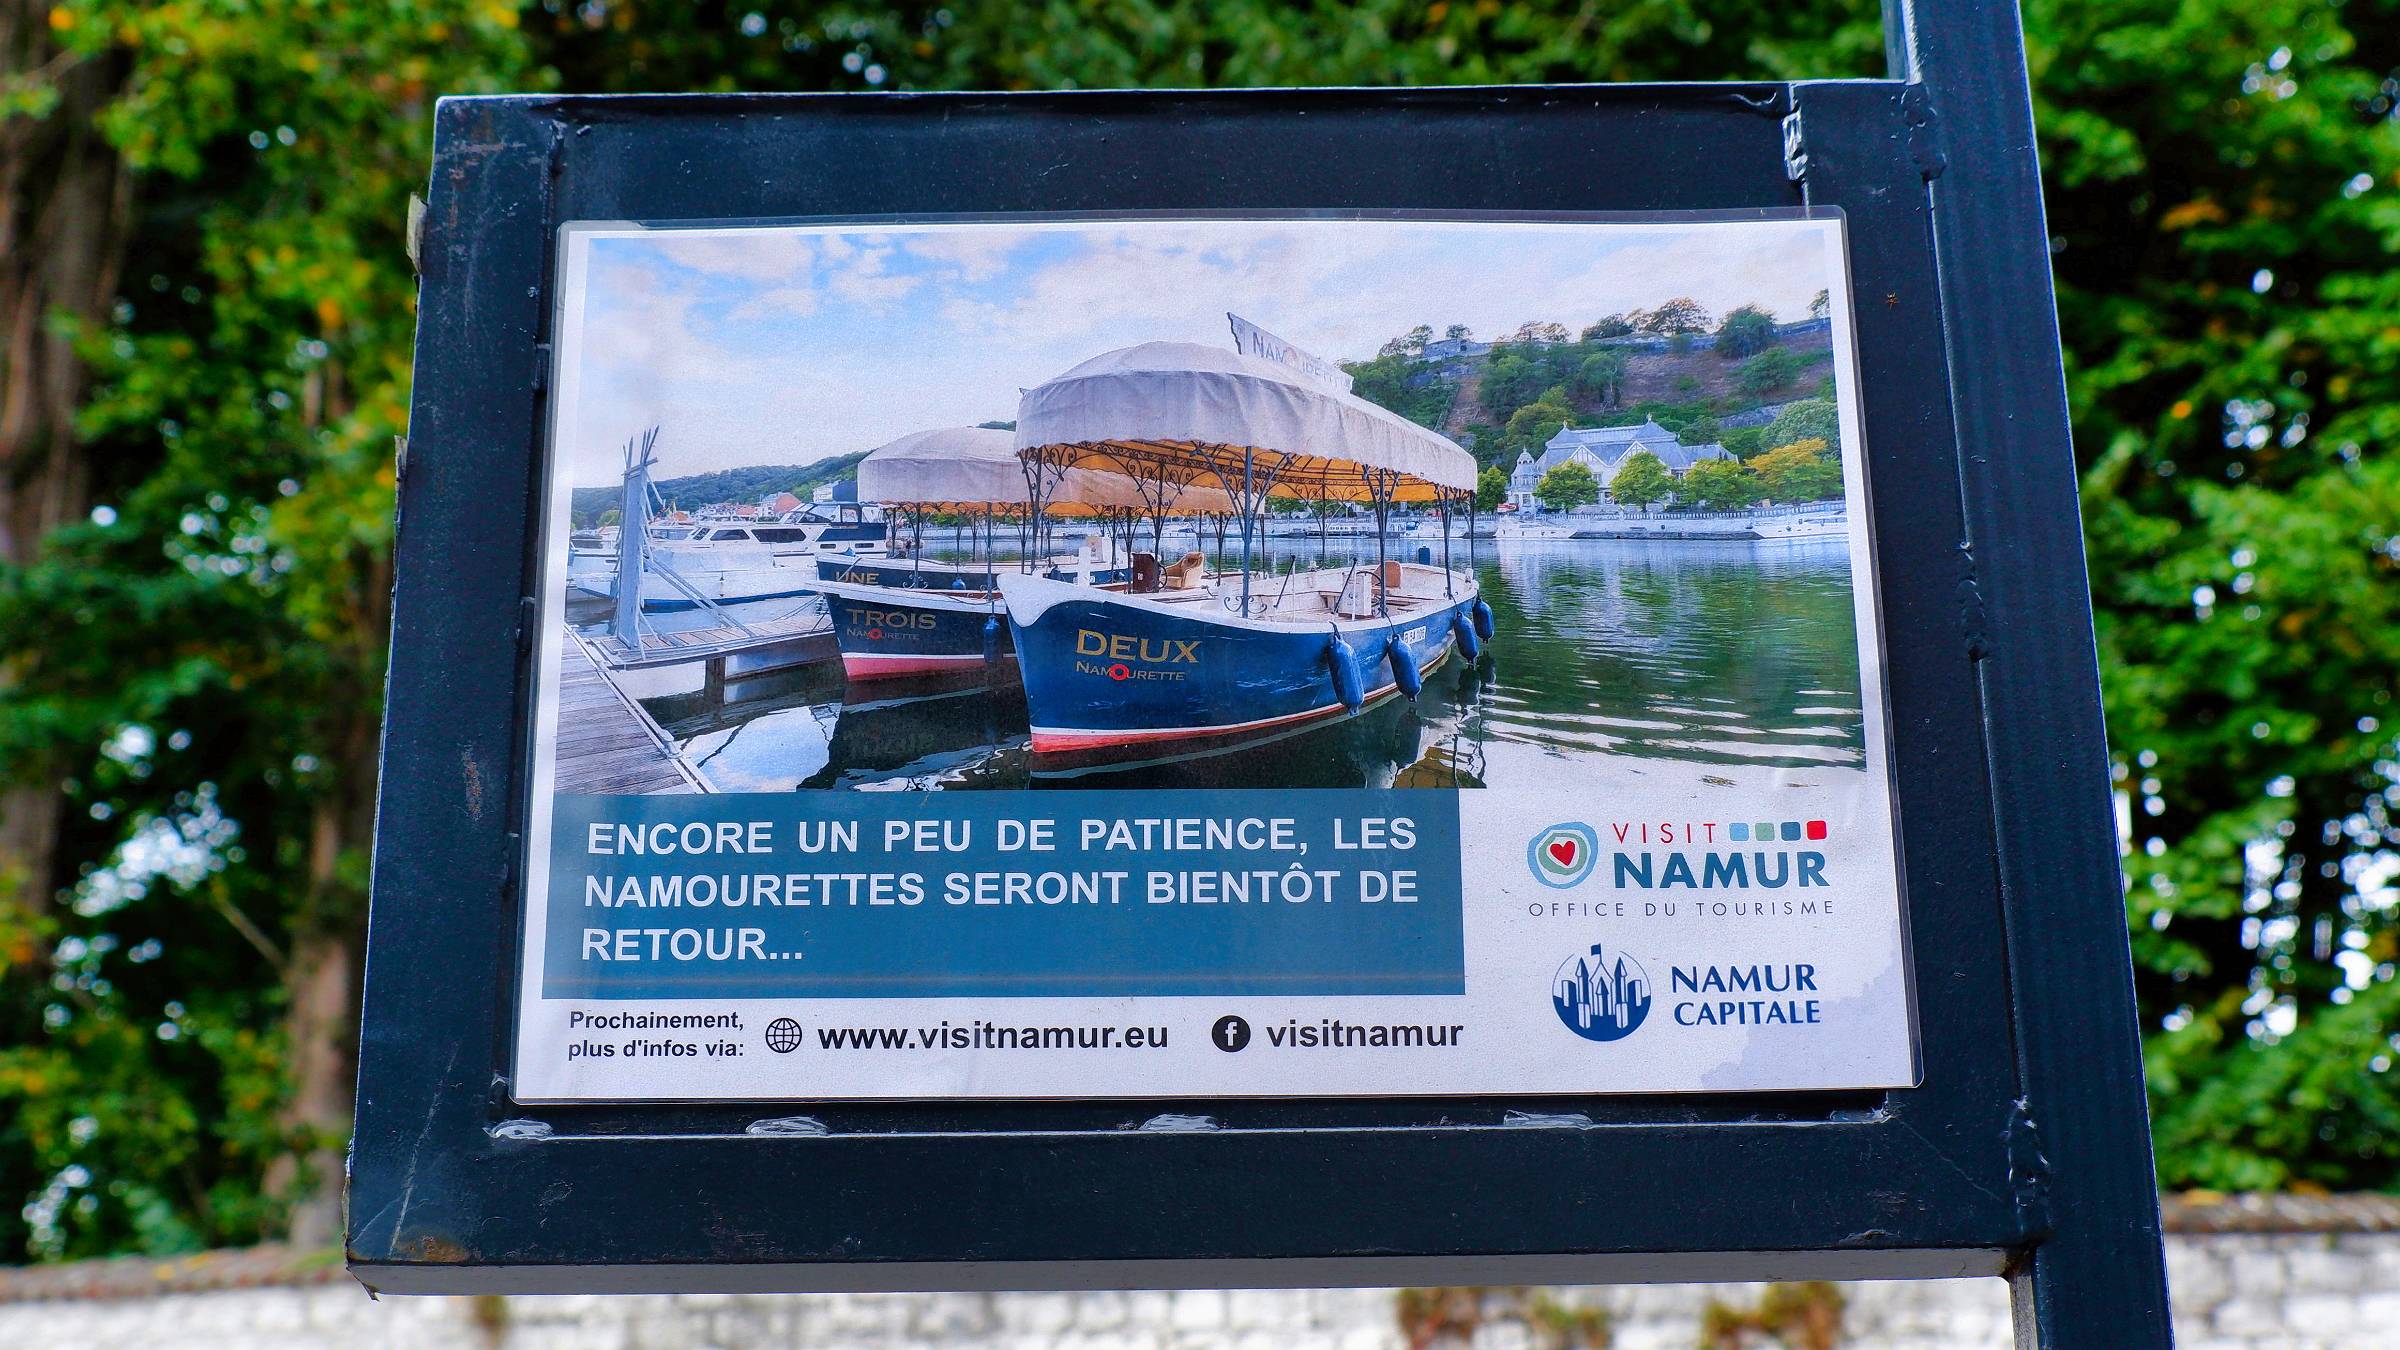 NAMOURETTE
UNE
TROIS
NAMOURETTE
DEUX
NAMOURETTE
ENCORE UN PEU DE PATIENCE, LES
NAMOURETTES SERONT BIENTÔT DE
RETOUR...
Prochainement,
plus d'infos via:
www.visitnamur.eu
visitnamur
VISIT
NAMUR
OFFICE DU TOURISME
NAMUR
CAPITALE